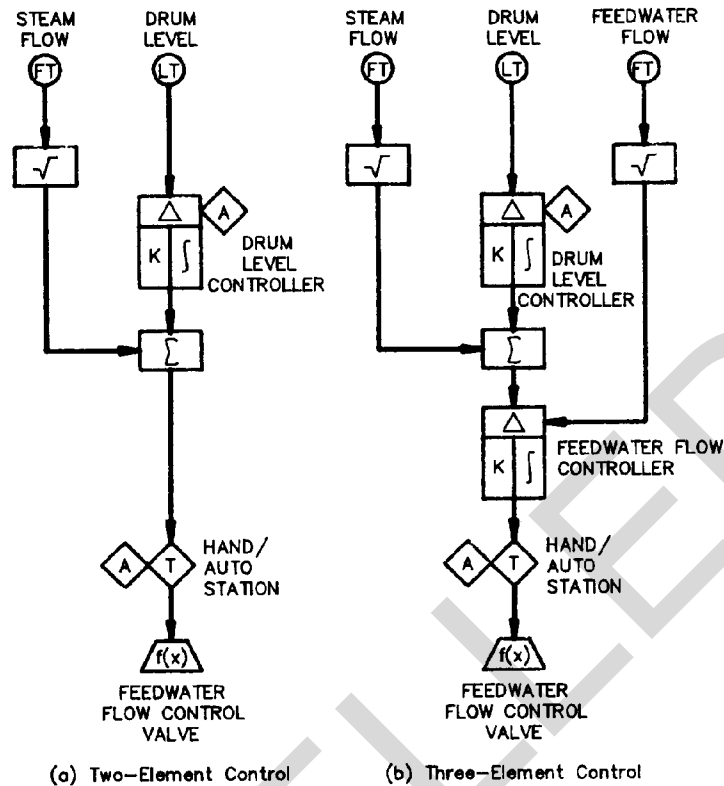 STEAM
FLOW
DRUM
LEVEL
FT
LT
√
△
A
K ∫
DRUM
LEVEL
CONTROLLER
Σ
A
T
HAND/
AUTO
STATION
f(x)
FEEDWATER
FLOW CONTROL
VALVE
(a) Two-Element Control
STEAM
FLOW
DRUM
LEVEL
FEEDWATER
FLOW
FT
LT
FT
√
√
△
A
K ∫
DRUM
LEVEL
CONTROLLER
Σ
△
K ∫
FEEDWATER FLOW
CONTROLLER
A
T
HAND/
AUTO
STATION
f(x)
FEEDWATER
FLOW CONTROL
VALVE
(b) Three-Element Control